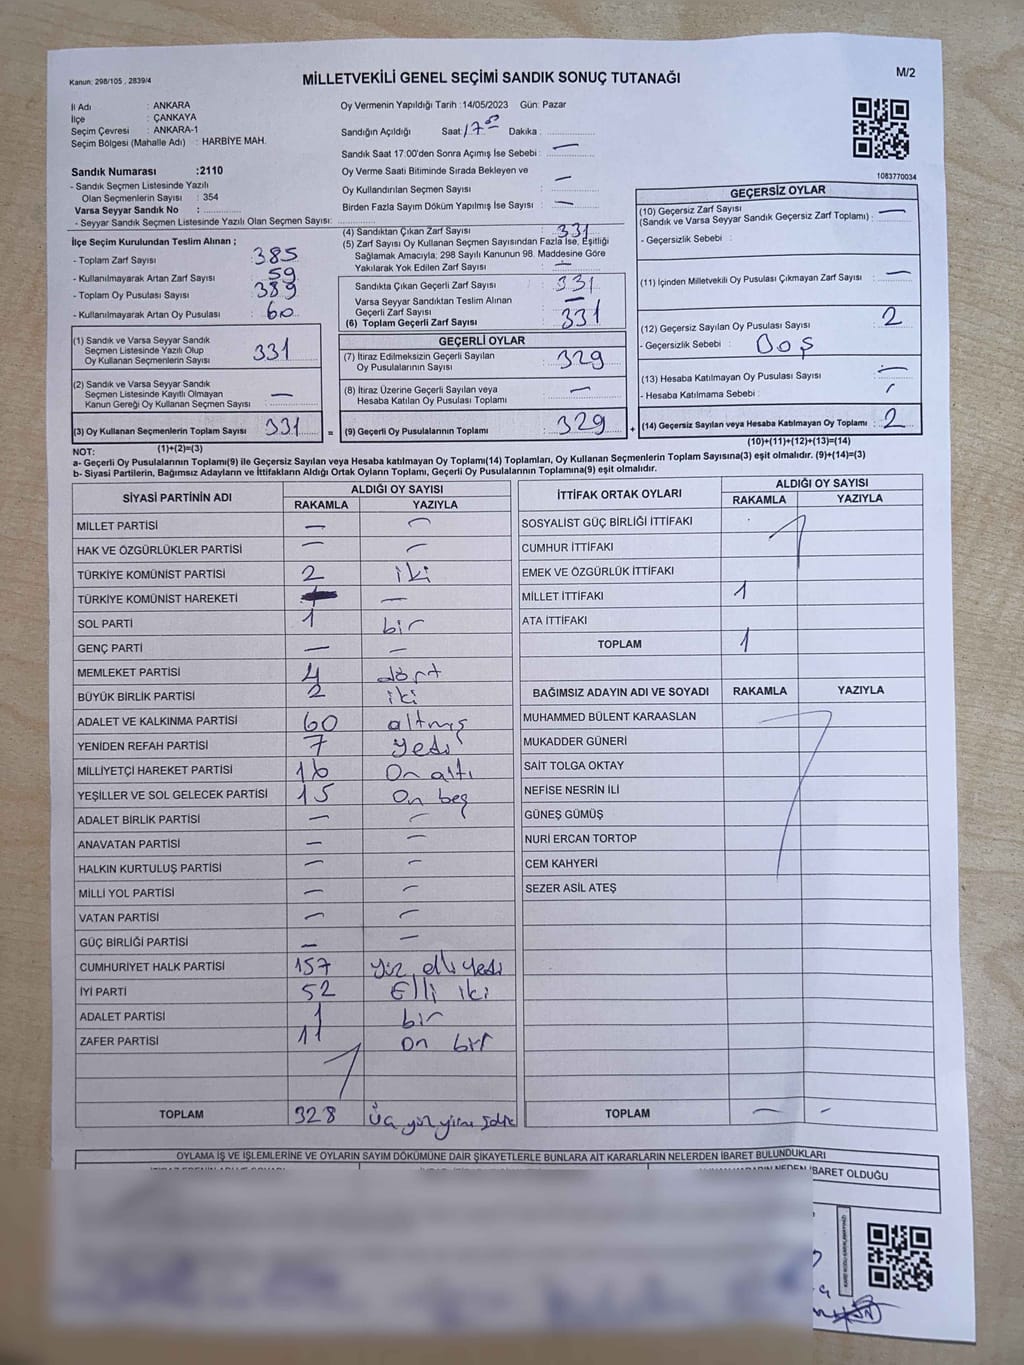 Kanun: 298/105 , 2839/4
MİLLETVEKİLİ GENEL SEÇİMİ SANDIK SONUÇ TUTANAĞI
M/2
İl Adı : ANKARA
İlçe : ÇANKAYA
Seçim Çevresi : ANKARA-1
Seçim Bölgesi (Mahalle Adı) : HARBİYE MAH.
Oy Vermenin Yapıldığı Tarih :14/05/2023 Gün: Pazar
Sandığın Açıldığı Saat: 17 00 Dakika :
Sandık Saat 17:00'den Sonra Açımış İse Sebebi : —
Oy Verme Saati Bitiminde Sırada Bekleyen ve
Oy Kullandırılan Seçmen Sayısı : —
Birden Fazla Sayım Döküm Yapılmış İse Sayısı : —
1083770034
Sandık Numarası :2110
- Sandık Seçmen Listesinde Yazılı
Olan Seçmenlerin Sayısı : 354
Varsa Seyyar Sandık No :
- Seyyar Sandık Seçmen Listesinde Yazılı Olan Seçmen Sayısı:
İlçe Seçim Kurulundan Teslim Alınan ;
- Toplam Zarf Sayısı : 385
- Kullanılmayarak Artan Zarf Sayısı : 59
- Toplam Oy Pusulası Sayısı : 389
- Kullanılmayarak Artan Oy Pusulası : 60
(1) Sandık ve Varsa Seyyar Sandık
Seçmen Listesinde Yazılı Olup
Oy Kullanan Seçmenlerin Sayısı : 331
(2) Sandık ve Varsa Seyyar Sandık
Seçmen Listesinde Kayıtlı Olmayan
Kanun Gereği Oy Kullanan Seçmen Sayısı : —
(3) Oy Kullanan Seçmenlerin Toplam Sayısı : 331
(1)+(2)=(3)
(4) Sandıktan Çıkan Zarf Sayısı : 331
(5) Zarf Sayısı Oy Kullanan Seçmen Sayısından Fazla İse, Eşitliği
Sağlamak Amacıyla; 298 Sayılı Kanunun 98. Maddesine Göre
Yakılarak Yok Edilen Zarf Sayısı : —
Sandıkta Çıkan Geçerli Zarf Sayısı : 331
Varsa Seyyar Sandıktan Teslim Alınan
Geçerli Zarf Sayısı : —
(6) Toplam Geçerli Zarf Sayısı : 331
GEÇERLİ OYLAR
(7) İtiraz Edilmeksizin Geçerli Sayılan
Oy Pusulalarının Sayısı : 329
(8) İtiraz Üzerine Geçerli Sayılan veya
Hesaba Katılan Oy Pusulası Toplamı : —
= (9) Geçerli Oy Pusulalarının Toplamı : 329
GEÇERSİZ OYLAR
(10) Geçersiz Zarf Sayısı
(Sandık ve Varsa Seyyar Sandık Geçersiz Zarf Toplamı) : —
- Geçersizlik Sebebi :
(11) İçinden Milletvekili Oy Pusulası Çıkmayan Zarf Sayısı : —
(12) Geçersiz Sayılan Oy Pusulası Sayısı : 2
- Geçersizlik Sebebi : Boş
(13) Hesaba Katılmayan Oy Pusulası Sayısı : —
- Hesaba Katılmama Sebebi :
+ (14) Geçersiz Sayılan veya Hesaba Katılmayan Oy Toplamı : 2
(10)+(11)+(12)+(13)=(14)
NOT:
a- Geçerli Oy Pusulalarının Toplamı(9) ile Geçersiz Sayılan veya Hesaba katılmayan Oy Toplamı(14) Toplamları, Oy Kullanan Seçmenlerin Toplam Sayısına(3) eşit olmalıdır. (9)+(14)=(3)
b- Siyasi Partilerin, Bağımsız Adayların ve İttifakların Aldığı Ortak Oyların Toplamı, Geçerli Oy Pusulalarının Toplamına(9) eşit olmalıdır.
SİYASİ PARTİNİN ADI ALDIĞI OY SAYISI
RAKAMLA YAZIYLA
MİLLET PARTİSİ — —
HAK VE ÖZGÜRLÜKLER PARTİSİ — —
TÜRKİYE KOMÜNİST PARTİSİ 2 iki
TÜRKİYE KOMÜNİST HAREKETİ —
SOL PARTİ 1 bir
GENÇ PARTİ — —
MEMLEKET PARTİSİ 4 dört
BÜYÜK BİRLİK PARTİSİ 2 iki
ADALET VE KALKINMA PARTİSİ 60 altmış
YENİDEN REFAH PARTİSİ 7 yedi
MİLLİYETÇİ HAREKET PARTİSİ 16 On altı
YEŞİLLER VE SOL GELECEK PARTİSİ 15 On beş
ADALET BİRLİK PARTİSİ — —
ANAVATAN PARTİSİ — —
HALKIN KURTULUŞ PARTİSİ — —
MİLLİ YOL PARTİSİ — —
VATAN PARTİSİ — —
GÜÇ BİRLİĞİ PARTİSİ — —
CUMHURİYET HALK PARTİSİ 157 yüz elli yedi
İYİ PARTİ 52 Elli iki
ADALET PARTİSİ 1 bir
ZAFER PARTİSİ 11 on bir
TOPLAM 328
İTTİFAK ORTAK OYLARI ALDIĞI OY SAYISI
RAKAMLA YAZIYLA
SOSYALİST GÜÇ BİRLİĞİ İTTİFAKI
CUMHUR İTTİFAKI
EMEK VE ÖZGÜRLÜK İTTİFAKI
MİLLET İTTİFAKI 1
ATA İTTİFAKI
TOPLAM 1
BAĞIMSIZ ADAYIN ADI VE SOYADI RAKAMLA YAZIYLA
MUHAMMED BÜLENT KARAASLAN
MUKADDER GÜNERİ
SAİT TOLGA OKTAY
NEFİSE NESRİN İLİ
GÜNEŞ GÜMÜŞ
NURİ ERCAN TORTOP
CEM KAHYERİ
SEZER ASİL ATEŞ
TOPLAM — —
OYLAMA İŞ VE İŞLEMLERİNE VE OYLARIN SAYIM DÖKÜMÜNE DAİR ŞİKAYETLERLE BUNLARA AİT KARARLARIN NELERDEN İBARET BULUNDUKLARI
NEDEN İBARET OLDUĞU